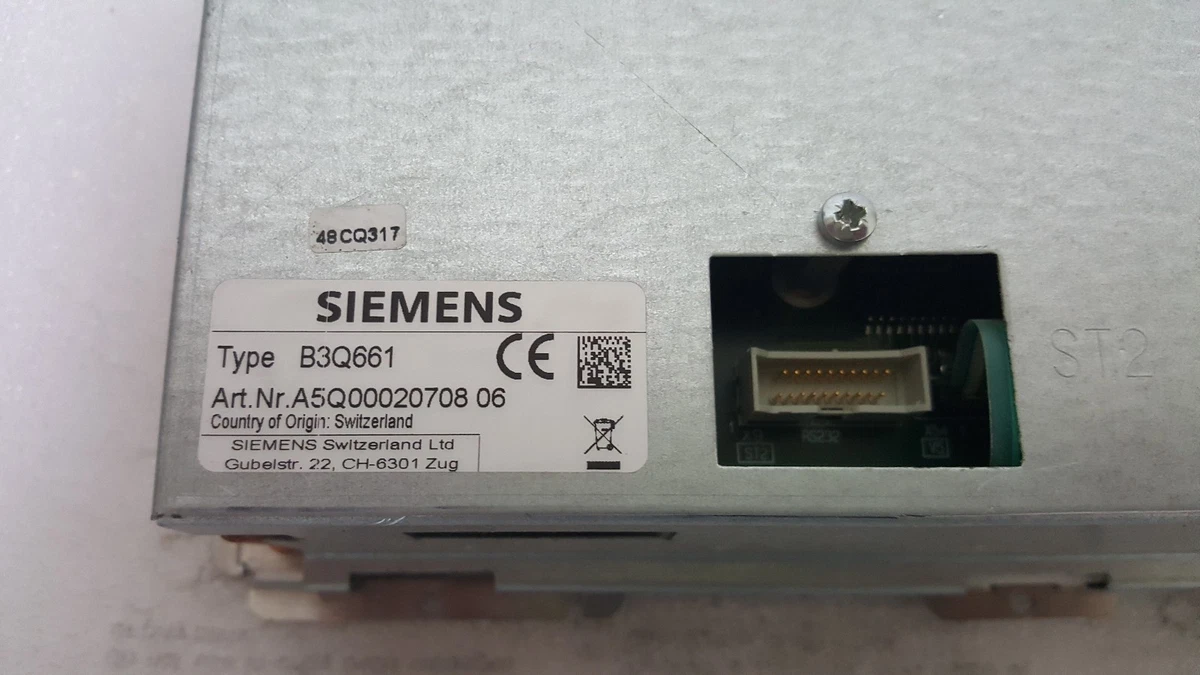 48CQ317
SIEMENS
Type B3Q661
Art.Nr.A5Q00020708 06
Country of Origin: Switzerland
SIEMENS Switzerland Ltd
Gubelstr. 22, CH-6301 Zug
ST2
RS232
ST2